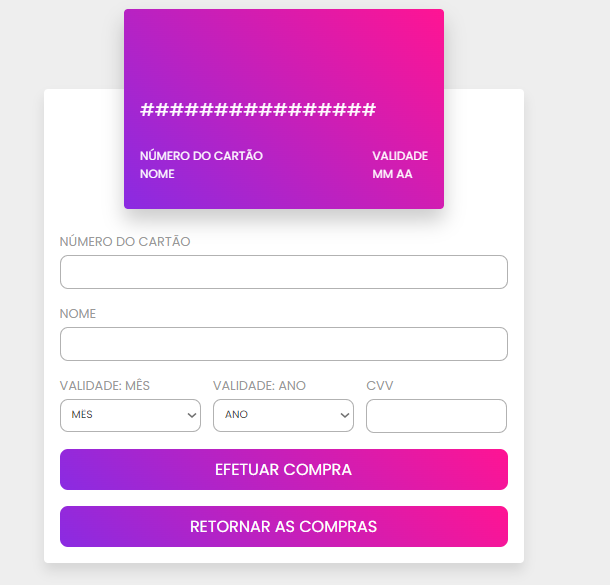 ################
NÚMERO DO CARTÃO VALIDADE
NOME MM AA
NÚMERO DO CARTÃO
NOME
VALIDADE: MÊS VALIDADE: ANO CVV
MES ANO
EFETUAR COMPRA
RETORNAR AS COMPRAS